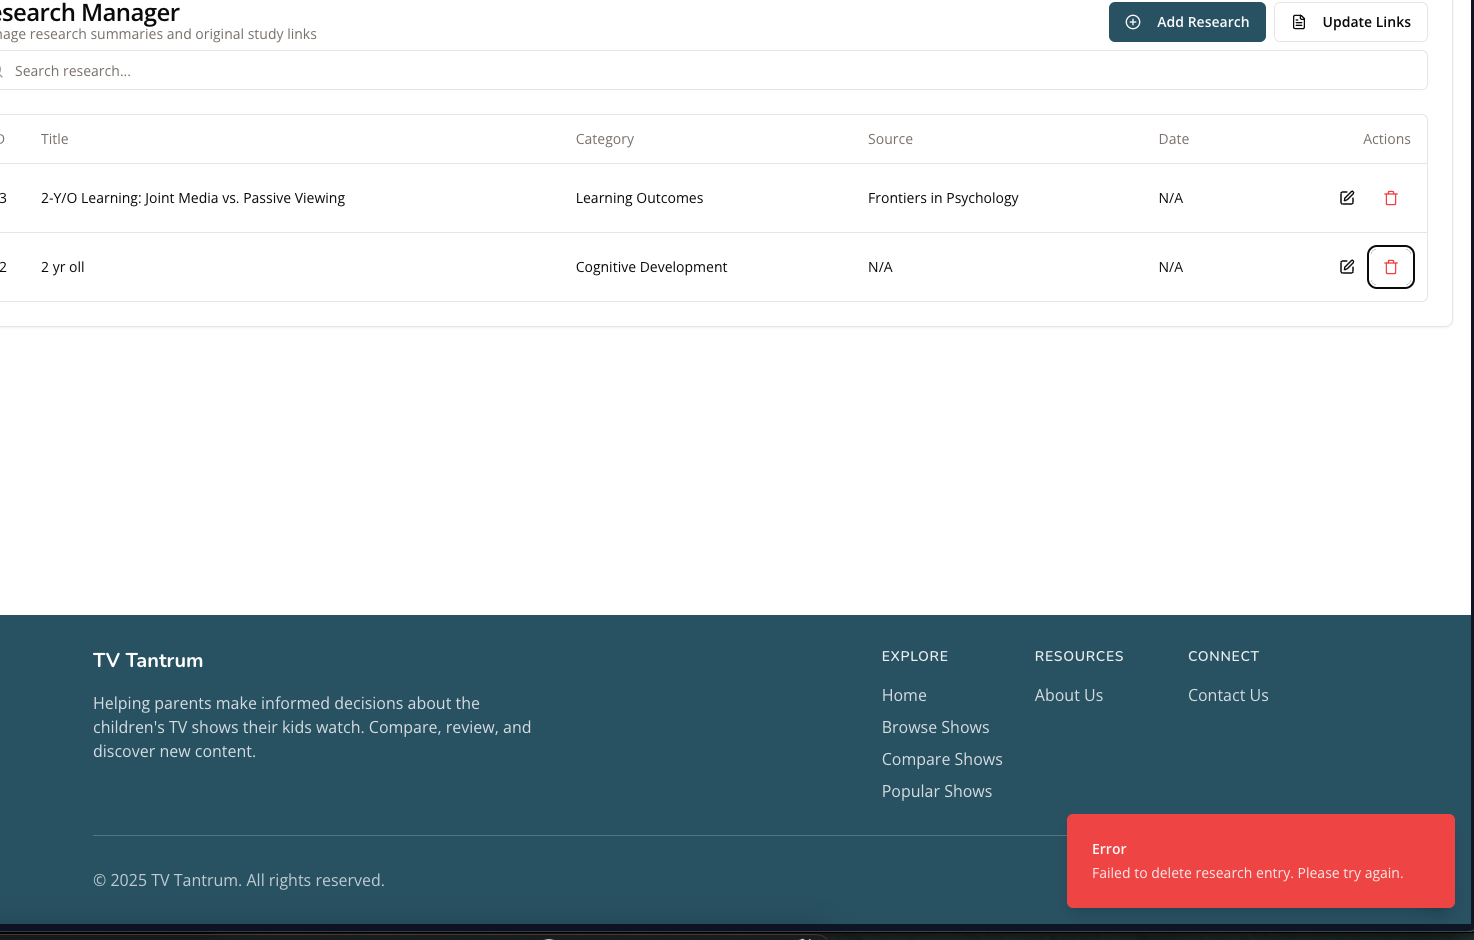 esearch Manager
nage research summaries and original study links
Add Research
Update Links
Search research...
D Title Category Source Date Actions
3 2-Y/O Learning: Joint Media vs. Passive Viewing Learning Outcomes Frontiers in Psychology N/A
2 2 yr oll Cognitive Development N/A N/A
TV Tantrum
Helping parents make informed decisions about the
children's TV shows their kids watch. Compare, review, and
discover new content.
EXPLORE
Home
Browse Shows
Compare Shows
Popular Shows
RESOURCES
About Us
CONNECT
Contact Us
© 2025 TV Tantrum. All rights reserved.
Error
Failed to delete research entry. Please try again.